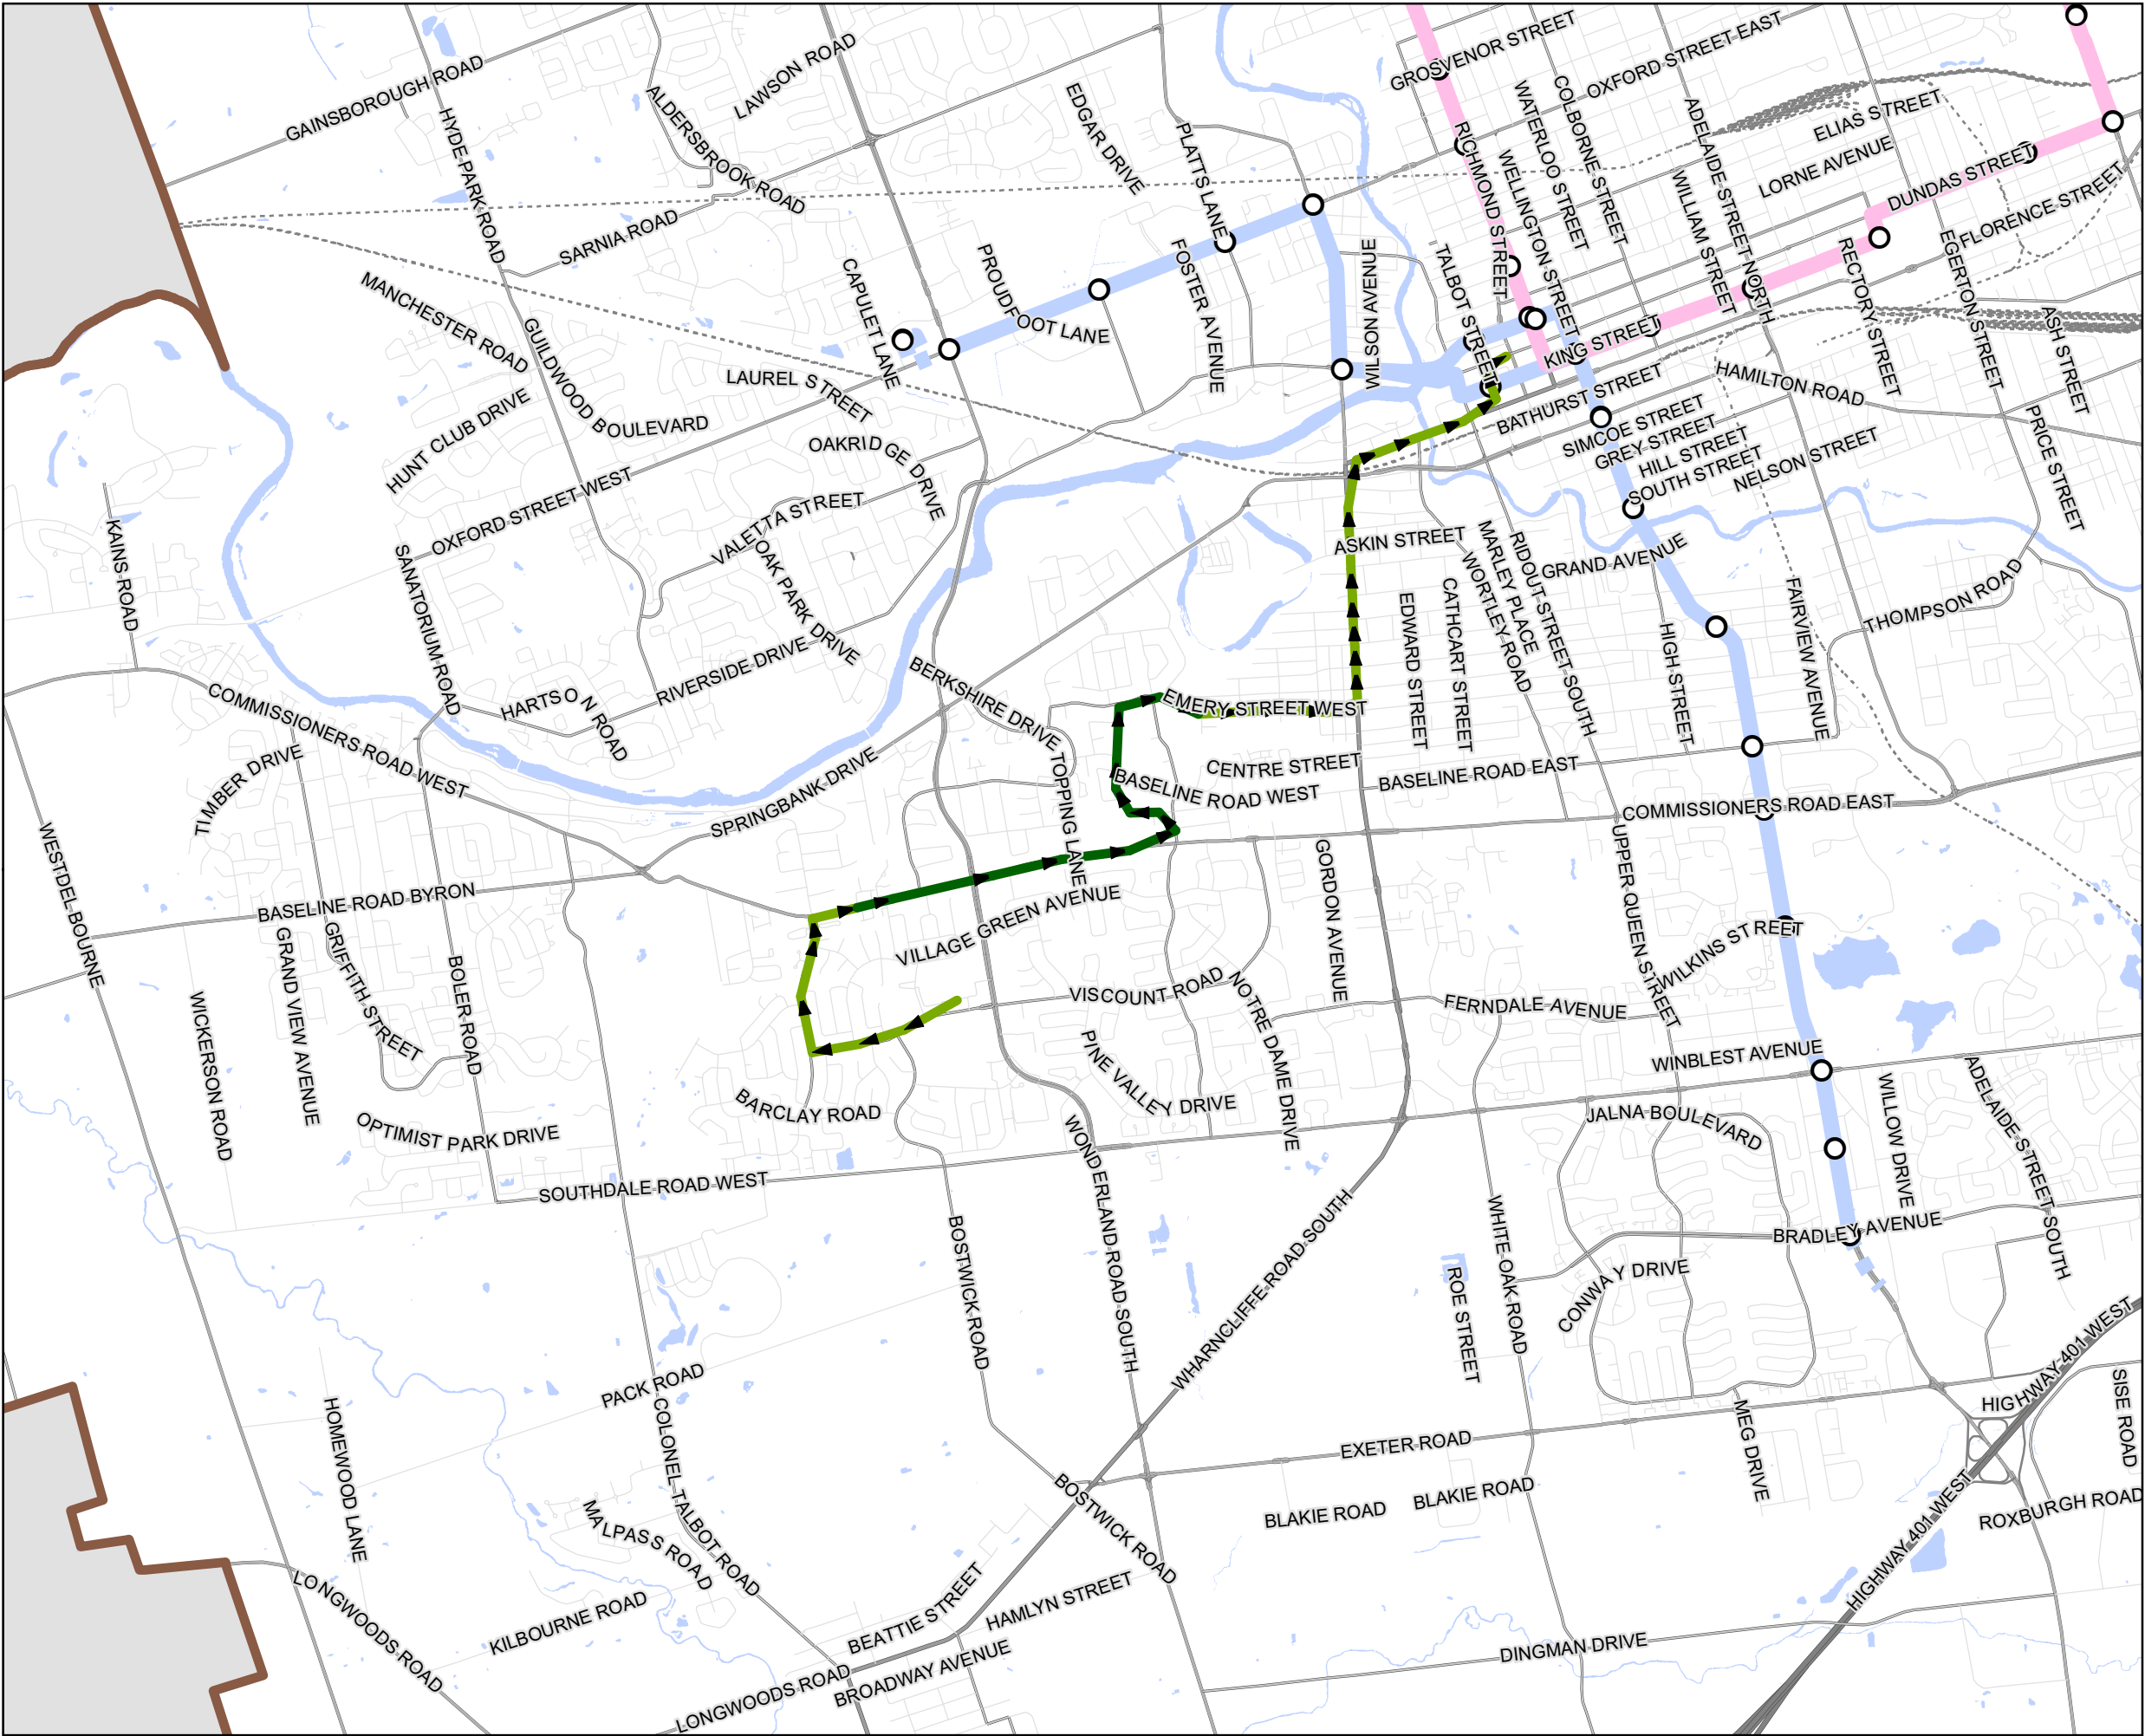 GROSVENOR STREET
OXFORD STREET EAST
LAWSON ROAD
GAINSBOROUGH ROAD
ALDERSBROOK ROAD
EDGAR DRIVE
WATERLOO STREET
COLBORNE STREET
ADELAIDE STREET NORTH
ELIAS STREET
HYDE PARK ROAD
PLATTS LANE
RICHMOND STREET
WELLINGTON STREET
LORNE AVENUE
WILLIAM STREET
DUNDAS STREET
FLORENCE STREET
SARNIA ROAD
PROUDFOOT LANE
FOSTER AVENUE
WILSON AVENUE
TALBOT STREET
RECTORY STREET
EGERTON STREET
CAPULET LANE
MANCHESTER ROAD
GUILDWOOD BOULEVARD
KING STREET
ASH STREET
LAUREL STREET
HUNT CLUB DRIVE
BATHURST STREET
HAMILTON ROAD
OAKRIDGE DRIVE
SIMCOE STREET
GREY STREET
HILL STREET
SOUTH STREET
NELSON STREET
PRICE STREET
OXFORD STREET WEST
VALETTA STREET
KAINS ROAD
SANATORIUM ROAD
OAK PARK DRIVE
ASKIN STREET
MARLEY PLACE
RIDOUT STREET SOUTH
WORTLEY ROAD
GRAND AVENUE
EDWARD STREET
CATHCART STREET
HIGH STREET
FAIRVIEW AVENUE
THOMPSON ROAD
RIVERSIDE DRIVE
HARTSON ROAD
BERKSHIRE DRIVE
EMERY STREET WEST
COMMISSIONERS ROAD WEST
TIMBER DRIVE
SPRINGBANK DRIVE
TOPPING LANE
CENTRE STREET
BASELINE ROAD WEST
BASELINE ROAD EAST
COMMISSIONERS ROAD EAST
WESTDEL BOURNE
UPPER QUEEN STREET
GORDON AVENUE
BASELINE ROAD BYRON
VILLAGE GREEN AVENUE
WILKINS STREET
GRAND VIEW AVENUE
GRIFFITH STREET
BOLER ROAD
WICKERSON ROAD
VISCOUNT ROAD
NOTRE DAME DRIVE
FERNDALE AVENUE
PINE VALLEY DRIVE
WINBLEST AVENUE
BARCLAY ROAD
OPTIMIST PARK DRIVE
JALNA BOULEVARD
WILLOW DRIVE
ADELAIDE STREET SOUTH
WONDERLAND ROAD SOUTH
SOUTHDALE ROAD WEST
BOSTWICK ROAD
WHARNCLIFFE ROAD SOUTH
WHITE OAK ROAD
BRADLEY AVENUE
ROE STREET
CONWAY DRIVE
PACK ROAD
HIGHWAY 401 WEST
HIGHWAY 401 WEST
HOMEWOOD LANE
COLONEL TALBOT ROAD
MEG DRIVE
SISE ROAD
EXETER ROAD
BOSTWICK ROAD
BLAKIE ROAD
BLAKIE ROAD
ROXBURGH ROAD
MALPASS ROAD
LONGWOODS ROAD
KILBOURNE ROAD
BEATTIE STREET
HAMLYN STREET
DINGMAN DRIVE
LONGWOODS ROAD
BROADWAY AVENUE